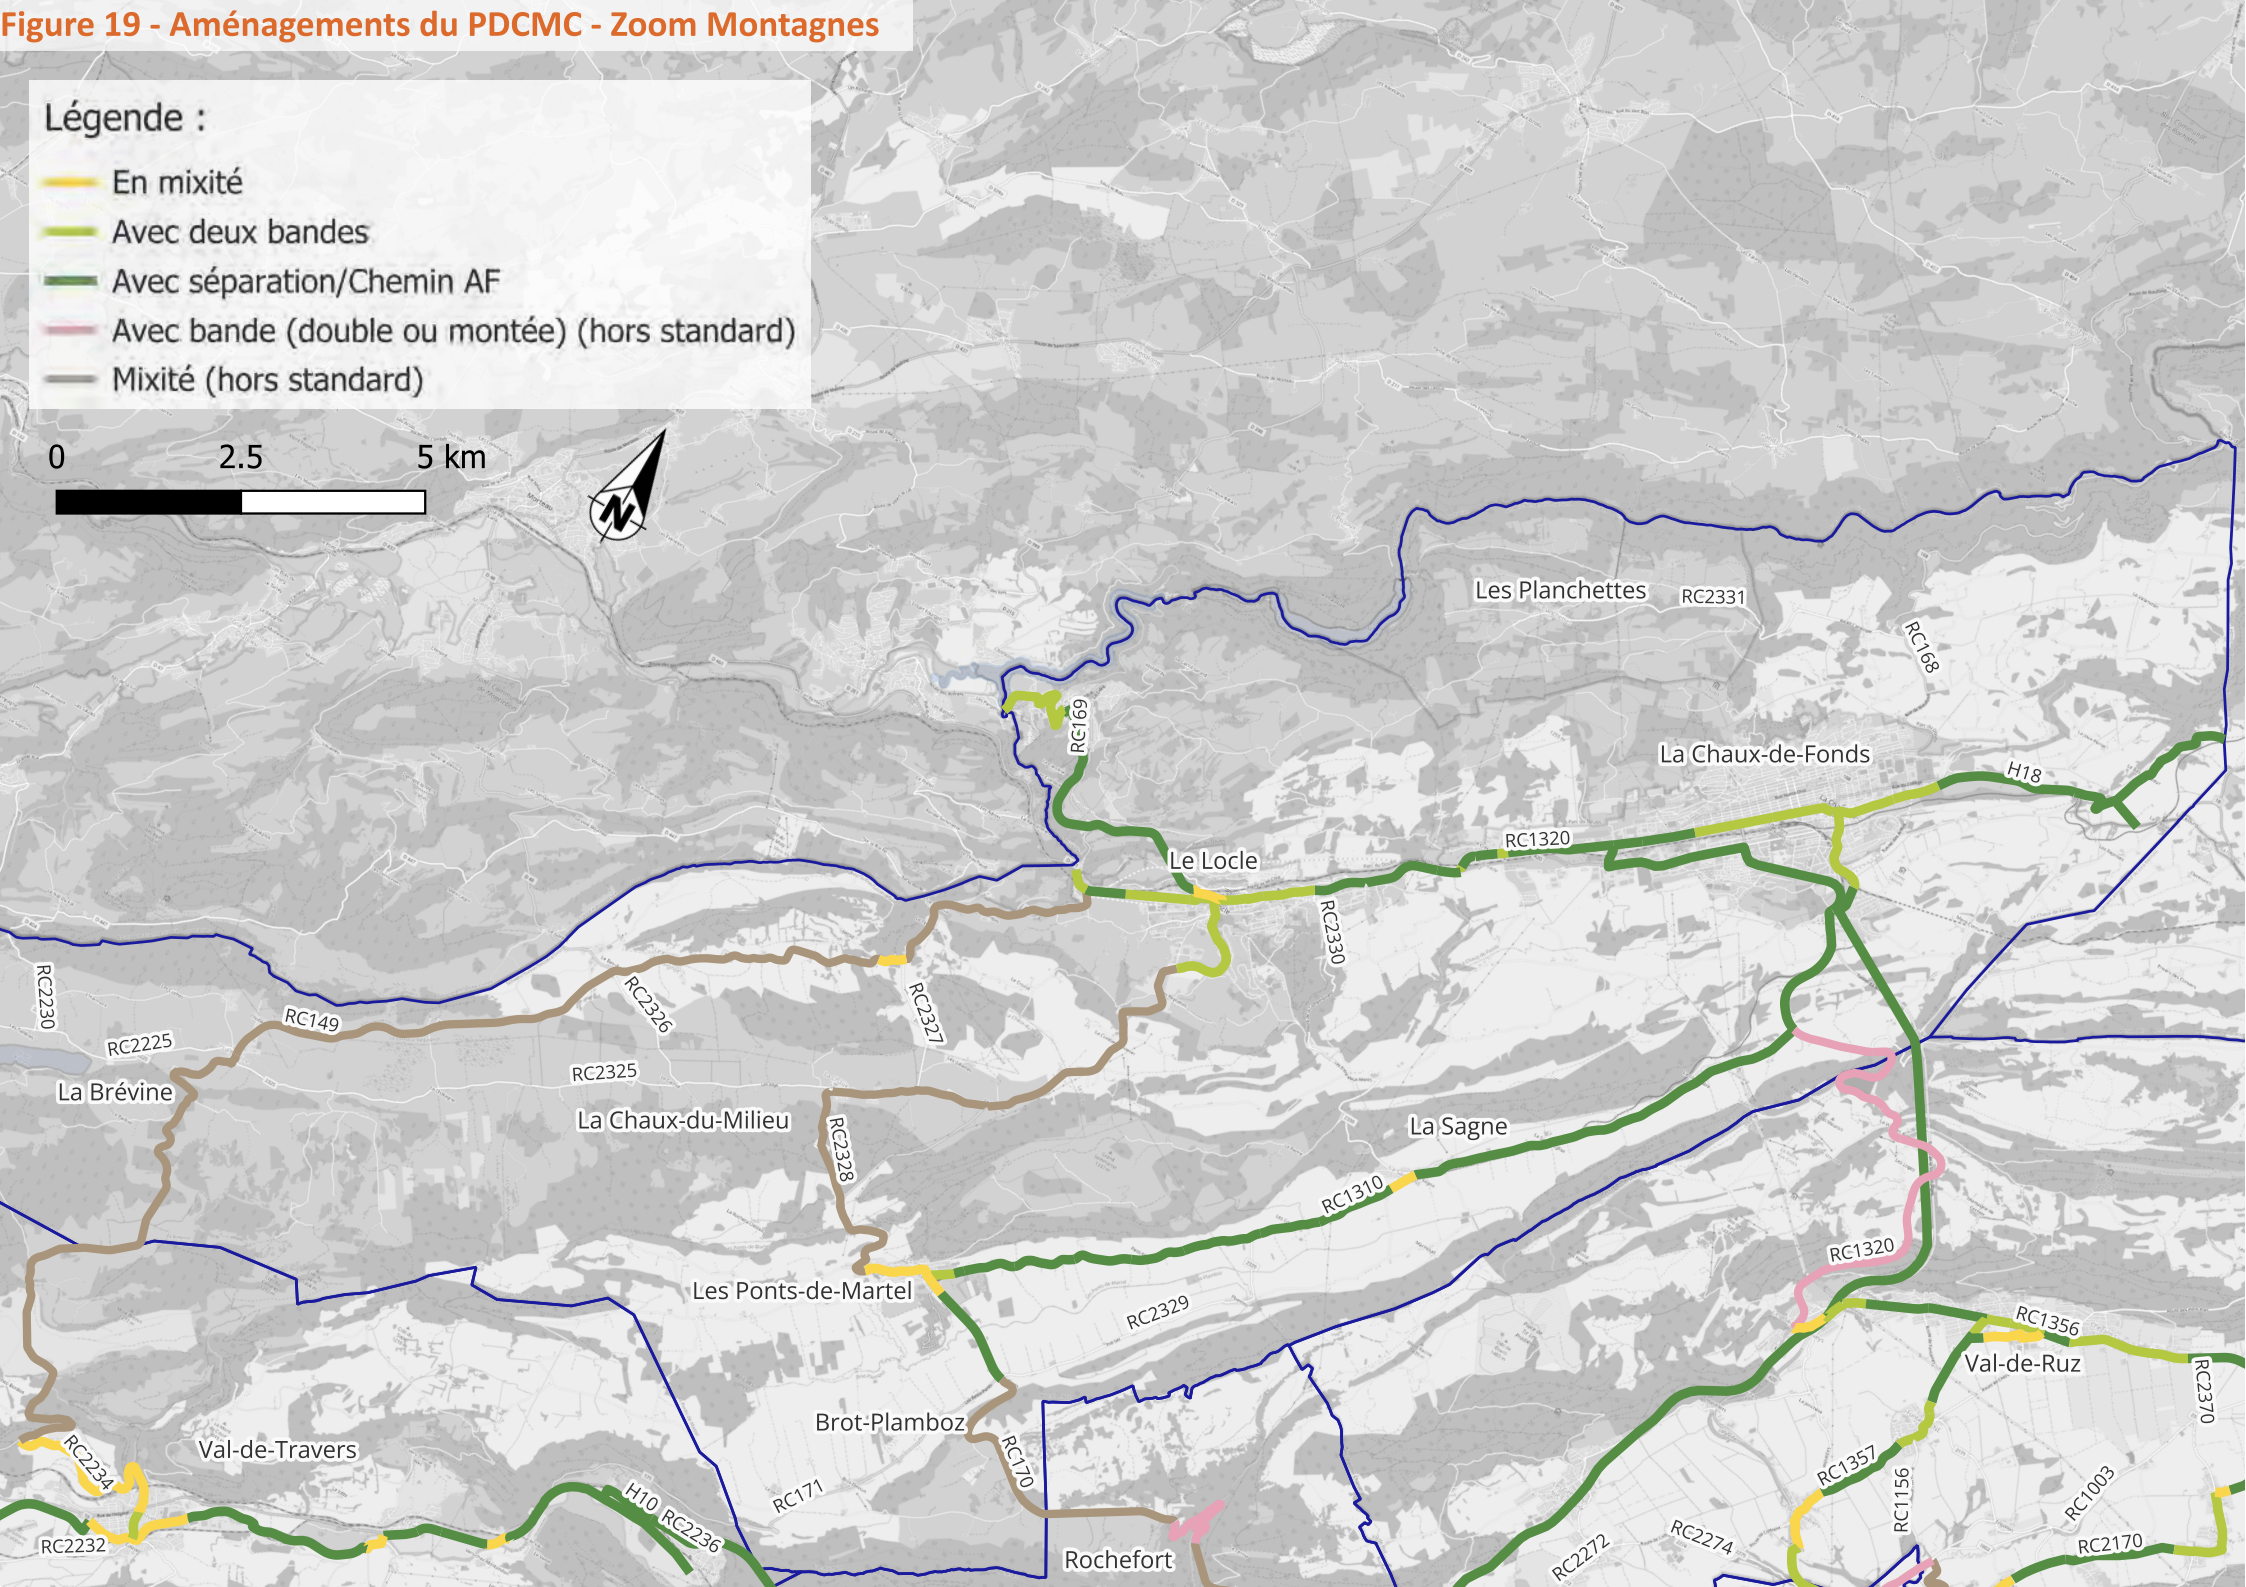 Figure 19 - Aménagements du PDCMC - Zoom Montagnes
Légende :
En mixité
Avec deux bandes
Avec séparation/Chemin AF
Avec bande (double ou montée) (hors standard)
Mixité (hors standard)
0 2.5 5 km
N
Morteau
Les Planchettes
RC2331
RC168
RC169
La Chaux-de-Fonds
H18
RC1320
Le Locle
RC2330
RC2230
RC149
RC2326
RC2327
RC2225
La Brévine
RC2325
La Chaux-du-Milieu
RC2328
La Sagne
RC1310
RC1320
Les Ponts-de-Martel
RC2329
RC1356
Val-de-Ruz
RC2370
Brot-Plamboz
RC170
Val-de-Travers
RC2234
RC171
H10
RC2236
RC2232
Rochefort
RC1357
RC1156
RC1003
RC2272
RC2274
RC2170